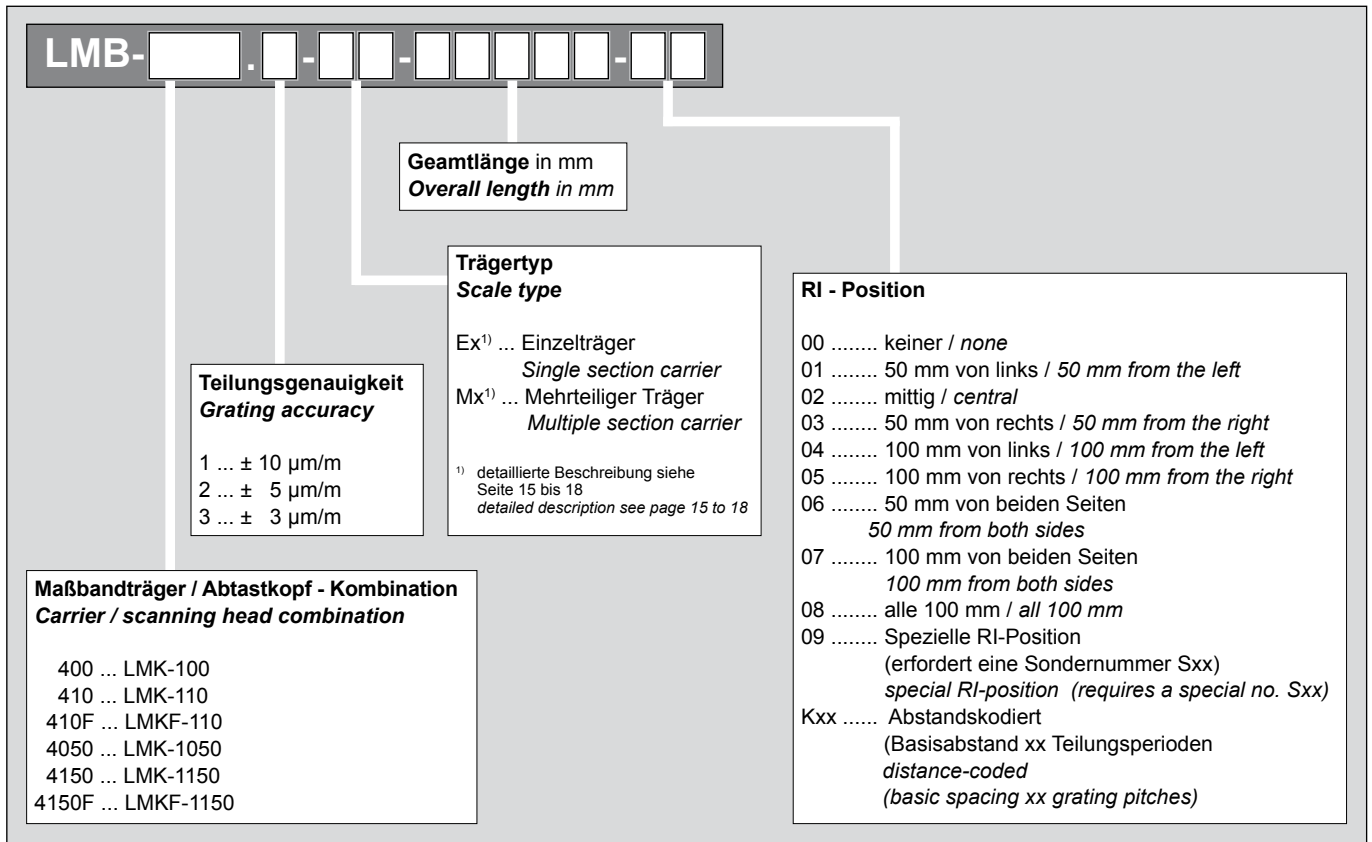 LMB- . - - -
Geamtlänge in mm
Overall length in mm
Trägertyp
Scale type
Ex¹⁾ ... Einzelträger
Single section carrier
Mx¹⁾ ... Mehrteiliger Träger
Multiple section carrier
¹⁾ detaillierte Beschreibung siehe
Seite 15 bis 18
detailed description see page 15 to 18
Teilungsgenauigkeit
Grating accuracy
1 ... ± 10 µm/m
2 ... ± 5 µm/m
3 ... ± 3 µm/m
Maßbandträger / Abtastkopf - Kombination
Carrier / scanning head combination
400 ... LMK-100
410 ... LMK-110
410F ... LMKF-110
4050 ... LMK-1050
4150 ... LMK-1150
4150F ... LMKF-1150
RI - Position
00 ........ keiner / none
01 ........ 50 mm von links / 50 mm from the left
02 ........ mittig / central
03 ........ 50 mm von rechts / 50 mm from the right
04 ........ 100 mm von links / 100 mm from the left
05 ........ 100 mm von rechts / 100 mm from the right
06 ........ 50 mm von beiden Seiten
50 mm from both sides
07 ........ 100 mm von beiden Seiten
100 mm from both sides
08 ........ alle 100 mm / all 100 mm
09 ........ Spezielle RI-Position
(erfordert eine Sondernummer Sxx)
special RI-position (requires a special no. Sxx)
Kxx ...... Abstandskodiert
(Basisabstand xx Teilungsperioden
distance-coded
(basic spacing xx grating pitches)